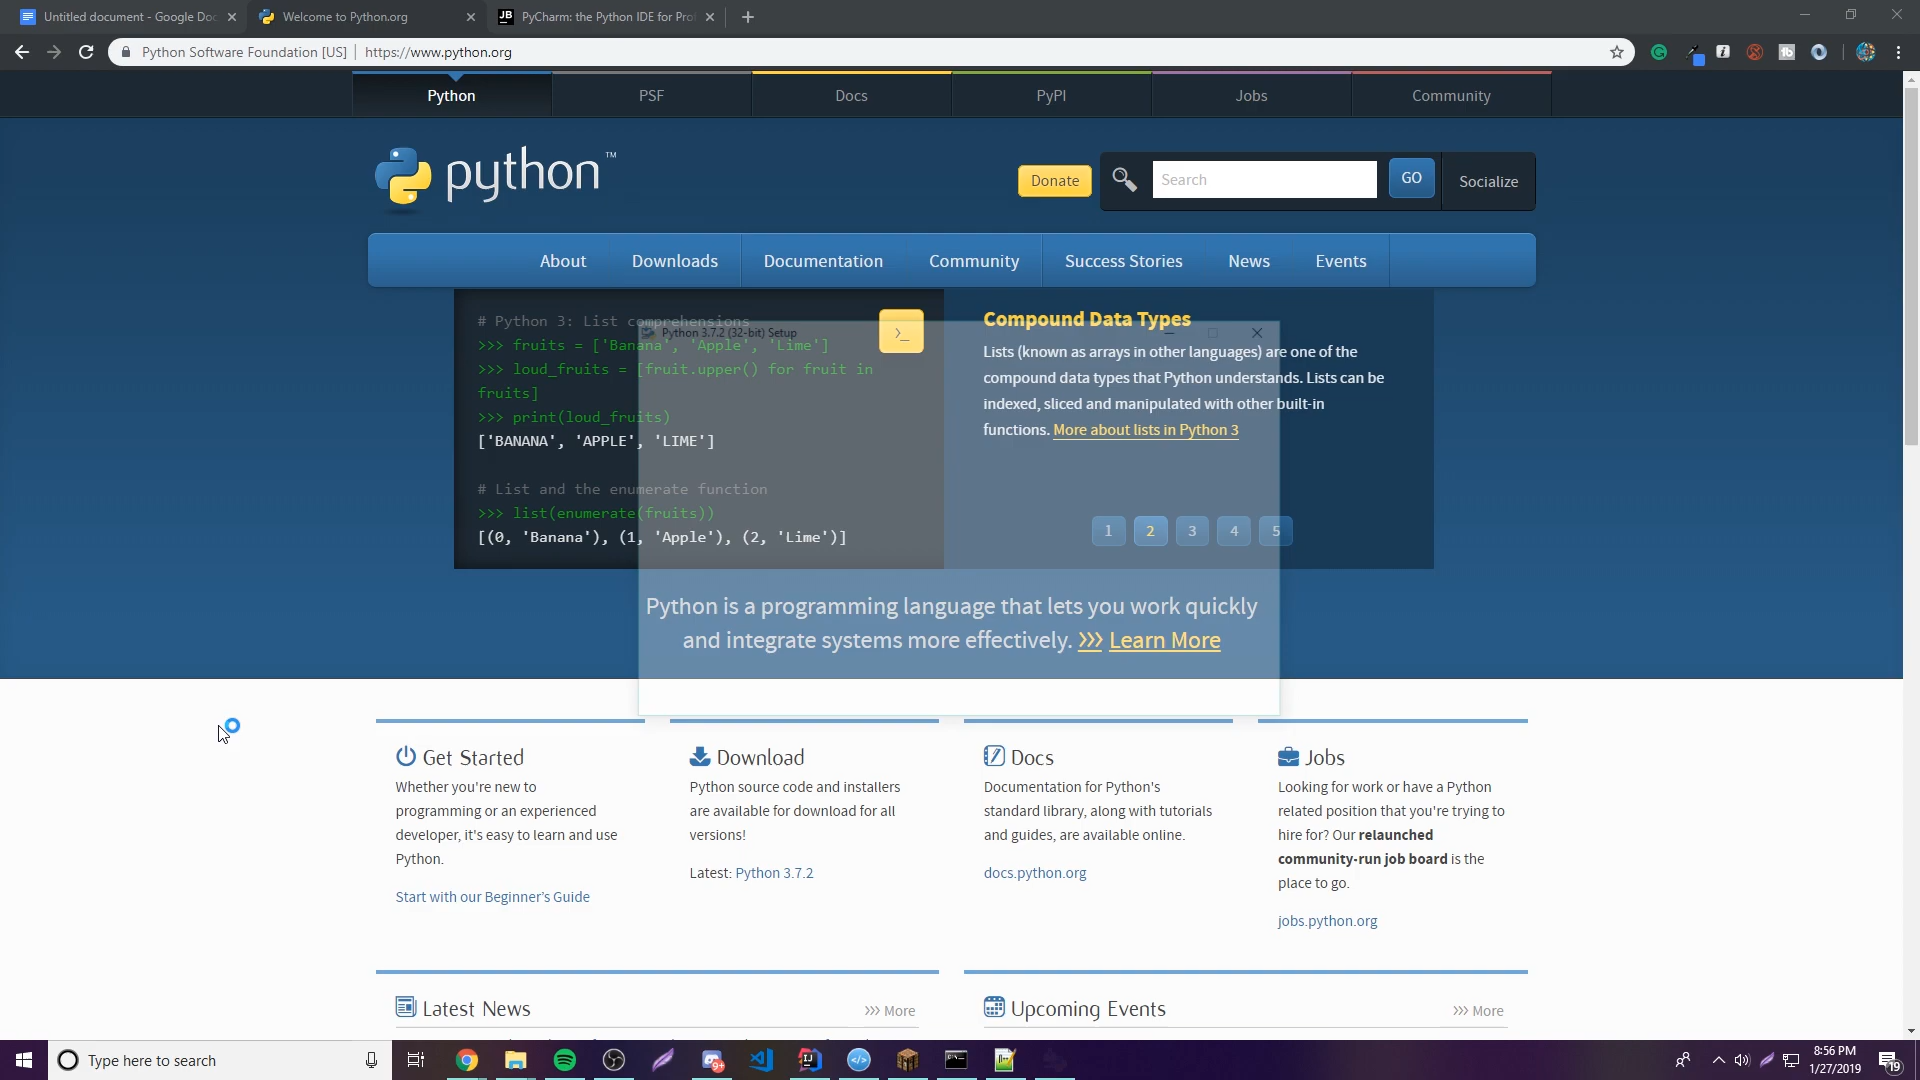 Untitled document - Google Doc
Welcome to Python.org
JB
PyCharm: the Python IDE for Pro
Python Software Foundation [US] | https://www.python.org
Python
PSF
Docs
PyPI
Jobs
Community
python™
Donate
Search
GO
Socialize
About
Downloads
Documentation
Community
Success Stories
News
Events
Python 3.7.2 (32-bit) Setup
# Python 3: List comprehensions
>>> fruits = ['Banana', 'Apple', 'Lime']
>>> loud_fruits = [fruit.upper() for fruit in
fruits]
>>> print(loud_fruits)
['BANANA', 'APPLE', 'LIME']
# List and the enumerate function
>>> list(enumerate(fruits))
[(0, 'Banana'), (1, 'Apple'), (2, 'Lime')]
>_
Compound Data Types
Lists (known as arrays in other languages) are one of the
compound data types that Python understands. Lists can be
indexed, sliced and manipulated with other built-in
functions. More about lists in Python 3
1 2 3 4 5
Python is a programming language that lets you work quickly
and integrate systems more effectively. >>> Learn More
Get Started
Whether you're new to
programming or an experienced
developer, it's easy to learn and use
Python.
Start with our Beginner’s Guide
Download
Python source code and installers
are available for download for all
versions!
Latest: Python 3.7.2
Docs
Documentation for Python's
standard library, along with tutorials
and guides, are available online.
docs.python.org
Jobs
Looking for work or have a Python
related position that you're trying to
hire for? Our relaunched
community-run job board is the
place to go.
jobs.python.org
Latest News
>>> More
Upcoming Events
>>> More
Type here to search
8:56 PM
1/27/2019
19